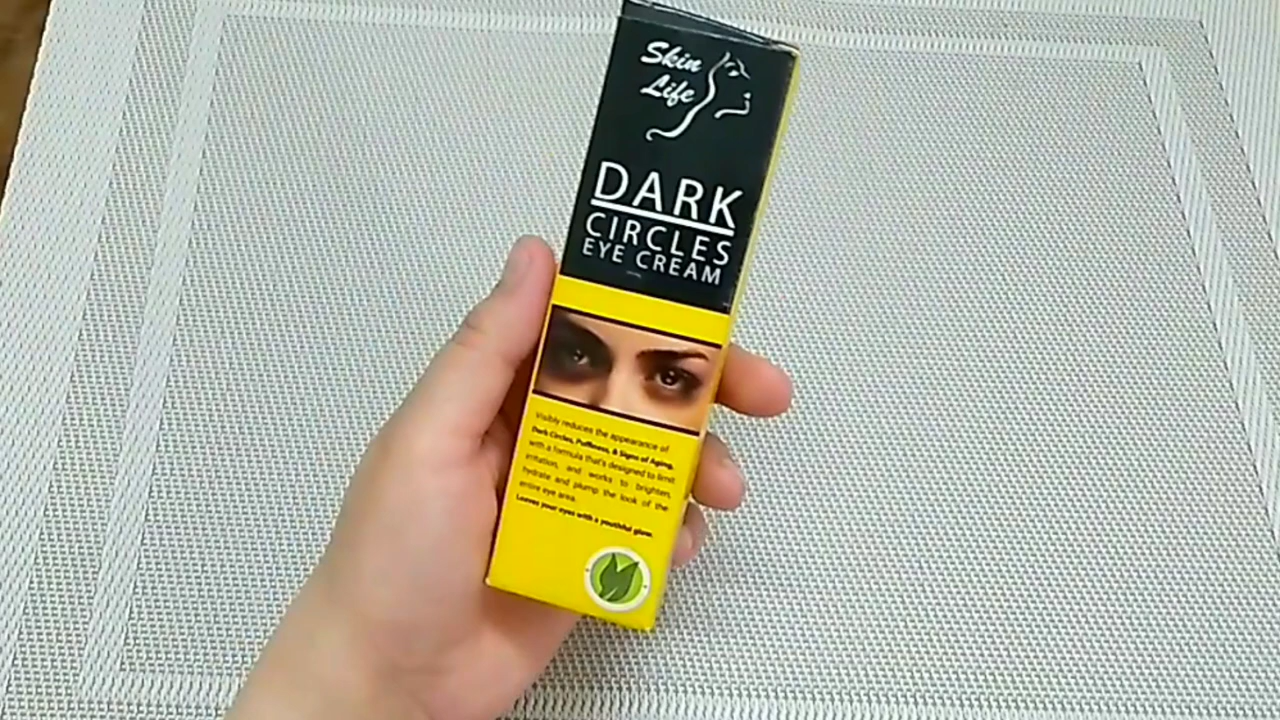 Skin
Life
DARK
CIRCLES
EYE CREAM
Visibly reduces the appearance of
Dark Circles, Puffiness, & Signs of Aging,
with a formula that's designed to limit
irritation, and works to brighten,
hydrate and plump the look of the
entire eye area.
Leaves your eyes with a youthful glow.